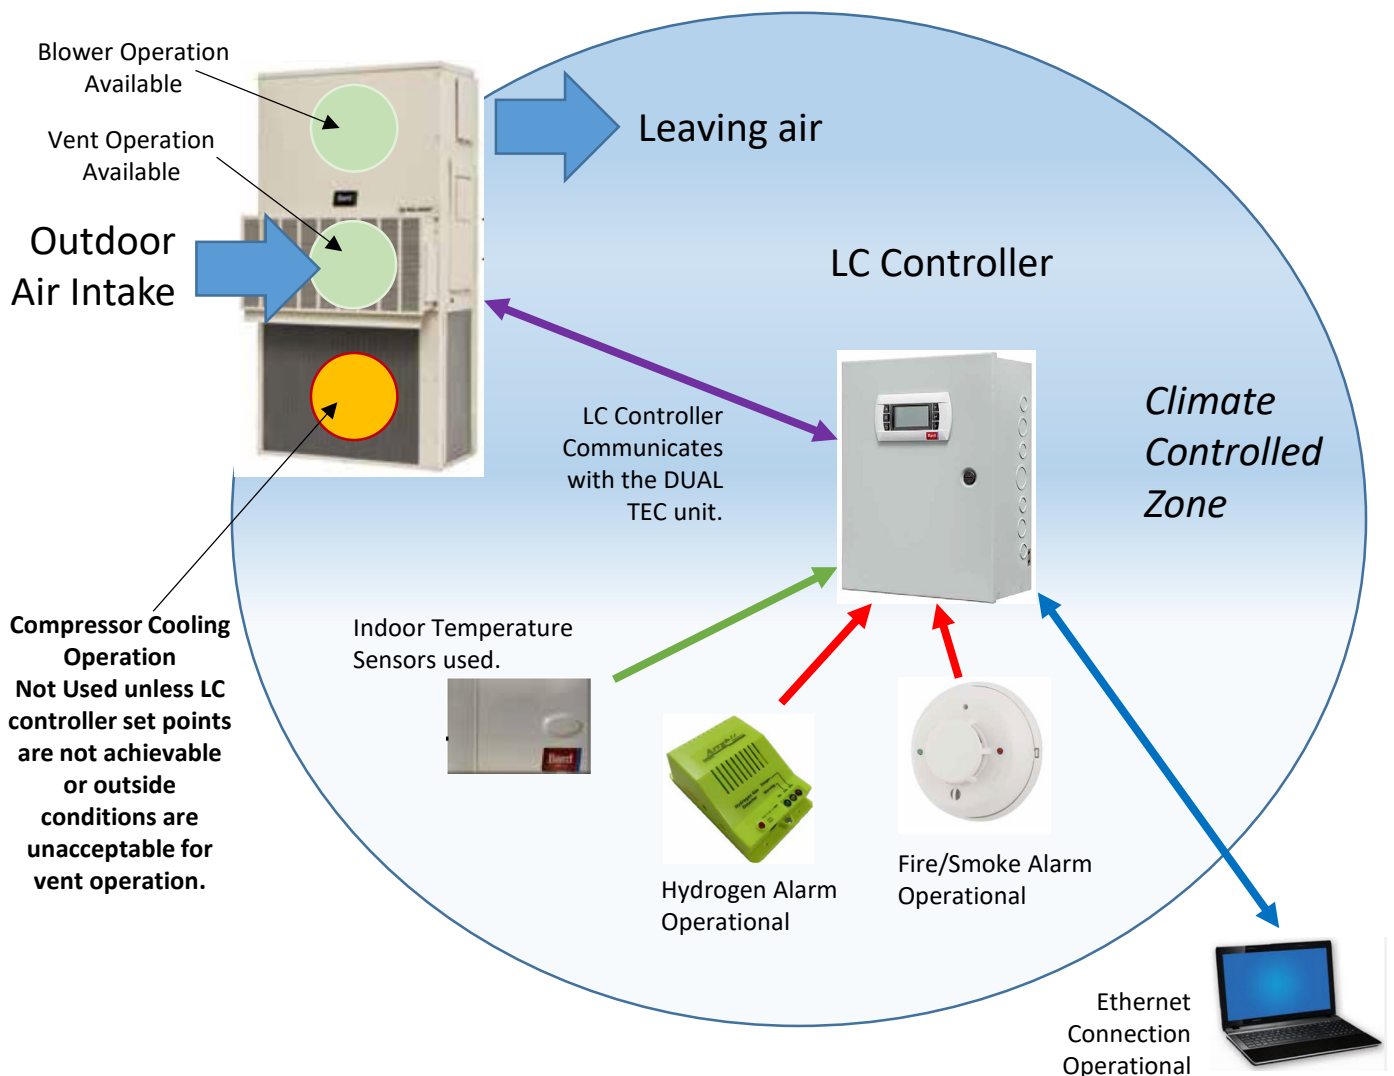 Blower Operation
Available
Vent Operation
Available
Outdoor
Air Intake
Leaving air
LC Controller
Climate
Controlled
Zone
LC Controller
Communicates
with the DUAL
TEC unit.
Compressor Cooling
Operation
Not Used unless LC
controller set points
are not achievable
or outside
conditions are
unacceptable for
vent operation.
Indoor Temperature
Sensors used.
Bard
Hydrogen Alarm
Operational
Fire/Smoke Alarm
Operational
Ethernet
Connection
Operational